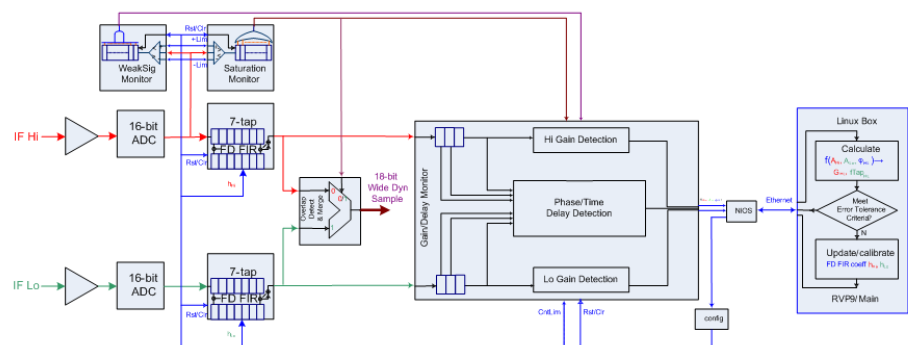 Rst/Clr
+Lim
-Lim
WeakSig
Monitor
Saturation
Monitor
IF Hi
16-bit
ADC
7-tap
FD FIR
Rst/Clr
18-bit
Wide Dyn
Sample
Overlap
Detect
& Merge
0
1
IF Lo
16-bit
ADC
7-tap
FD FIR
Rst/Clr
Gain/Delay Monitor
Hi Gain Detection
Phase/Time
Delay Detection
Lo Gain Detection
CntLim
Rst/Clr
NIOS
config
Ethernet
Linux Box
Calculate
Meet
Error Tolerance
Criteria?
N
Update/calibrate
FD FIR coeff
RVP9/Main